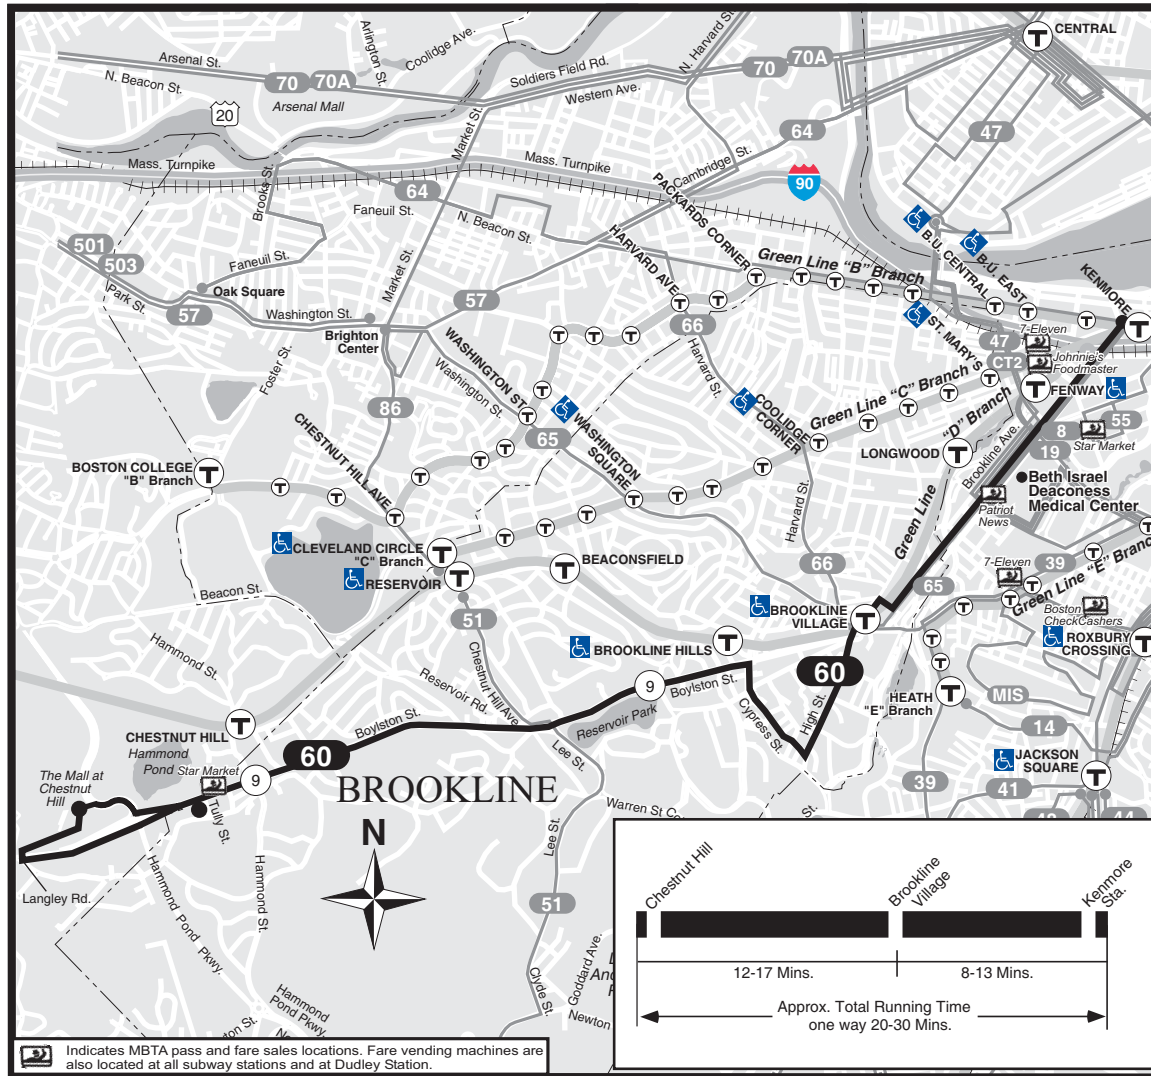 CENTRAL
Arsenal St.
N. Beacon St.
Arlington St.
Coolidge Ave.
70
70A
Arsenal Mall
20
Soldiers Field Rd.
Western Ave.
N. Harvard St.
70
70A
64
47
Market St.
Mass. Turnpike
Mass. Turnpike
Cambridge St.
90
Brooks St.
64
Faneuil St.
N. Beacon St.
PACKARDS CORNER
HARVARD AVE
Green Line "B" Branch
B.U. CENTRAL
B.U. EAST
KENMORE
501
503
Park St.
57
Faneuil St.
Oak Square
Washington St.
Market St.
57
Brighton
Center
Foster St.
WASHINGTON ST.
Washington St.
66
Harvard St.
ST. MARY'S
47
CT2
7-Eleven
Johnnie's
Foodmaster
FENWAY
86
CHESTNUT HILL AVE
65
WASHINGTON
SQUARE
COOLIDGE
CORNER
Green Line "C" Branch
"D" Branch
Green Line
LONGWOOD
Brookline Ave.
8
55
19
Star Market
BOSTON COLLEGE
"B" Branch
Beth Israel
Deaconess
Medical Center
Patriot
News
Harvard St.
CLEVELAND CIRCLE
"C" Branch
RESERVOIR
BEACONSFIELD
66
65
7-Eleven
39
Green Line "E" Branch
Boston
CheckCashers
Beacon St.
51
BROOKLINE
VILLAGE
ROXBURY
CROSSING
Hammond St.
BROOKLINE HILLS
Reservoir Rd.
Chestnut Hill Ave.
9
Boylston St.
Reservoir Park
Cypress St.
High St.
60
HEATH
"E" Branch
MIS
14
CHESTNUT HILL
Boylston St.
60
Hammond
Pond
Star Market
9
The Mall at
Chestnut
Hill
Tully St.
BROOKLINE
Lee St.
39
JACKSON
SQUARE
41
44
Warren St
St.
Langley Rd.
Hammond Pond Pkwy.
Hammond St.
N
Lee St.
51
Clyde St.
Goddard Ave.
Newton
Hammond
Pond Pkwy.
Chestnut Hill
Brookline
Village
Kenmore
Sta.
12-17 Mins.
8-13 Mins.
Approx. Total Running Time
one way 20-30 Mins.
Indicates MBTA pass and fare sales locations. Fare vending machines are
also located at all subway stations and at Dudley Station.